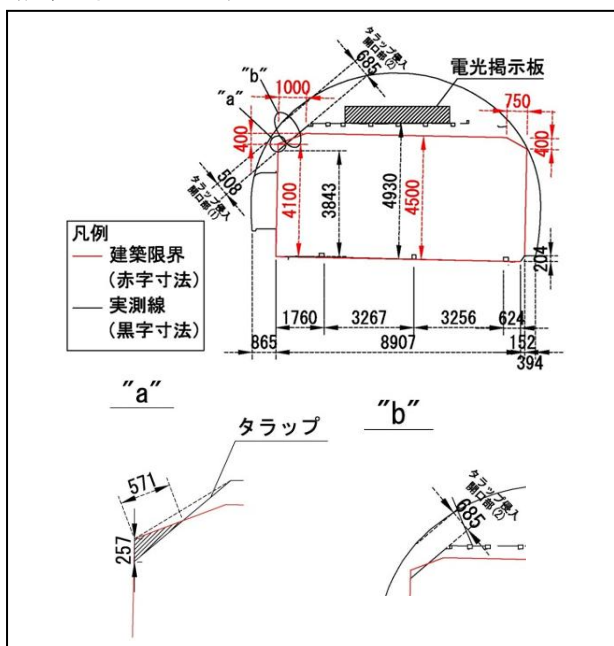 タラップ侵入
開口部(2)
685
"b"
1000
"a"
電光掲示板
750
400
400
508
タラップ侵入
開口部(1)
4100
3843
4930
4500
204
凡例
建築限界
(赤字寸法)
実測線
(黒字寸法)
1760
3267
3256
624
865
8907
152
394
"a"
タラップ
571
257
"b"
タラップ侵入
開口部(2)
685